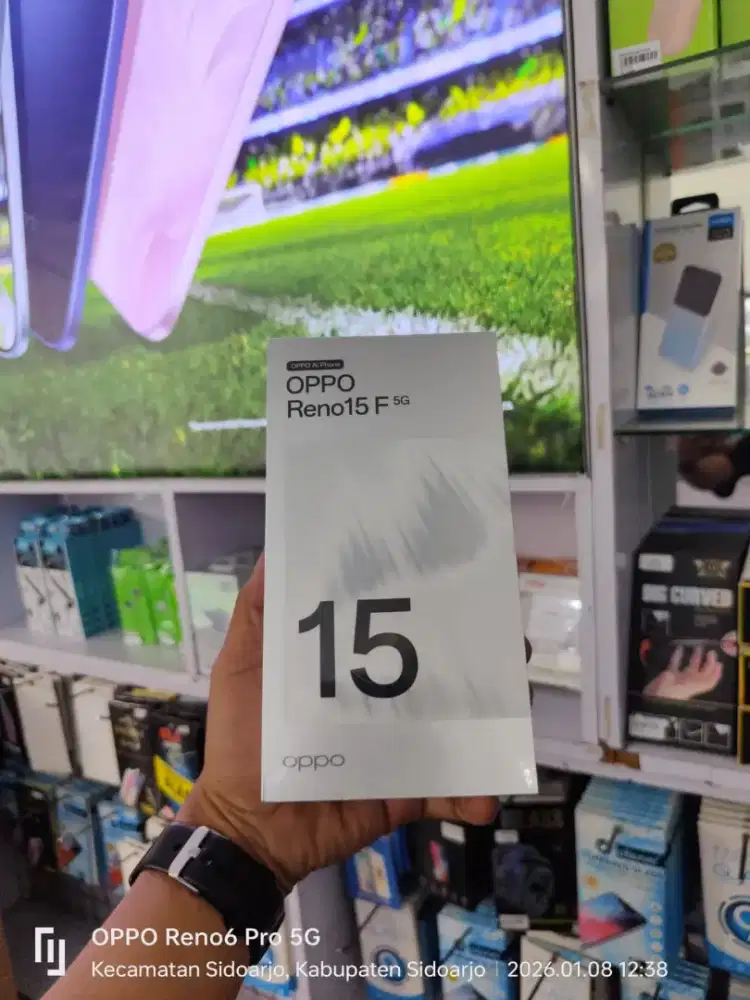 OPPO AI Phone
OPPO
Reno15 F 5G
15
oppo
OPPO Reno6 Pro 5G
Kecamatan Sidoarjo, Kabupaten Sidoarjo | 2026.01.08 12:38